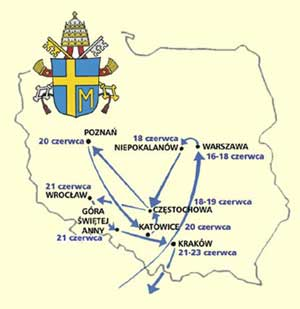 M
POZNAŃ
20 czerwca
18 czerwca
NIEPOKALANÓW
WARSZAWA
16-18 czerwca
21 czerwca
WROCŁAW
18-19 czerwca
CZĘSTOCHOWA
GÓRA
ŚWIĘTEJ
ANNY
21 czerwca
KATOWICE
20 czerwca
KRAKÓW
21-23 czerwca